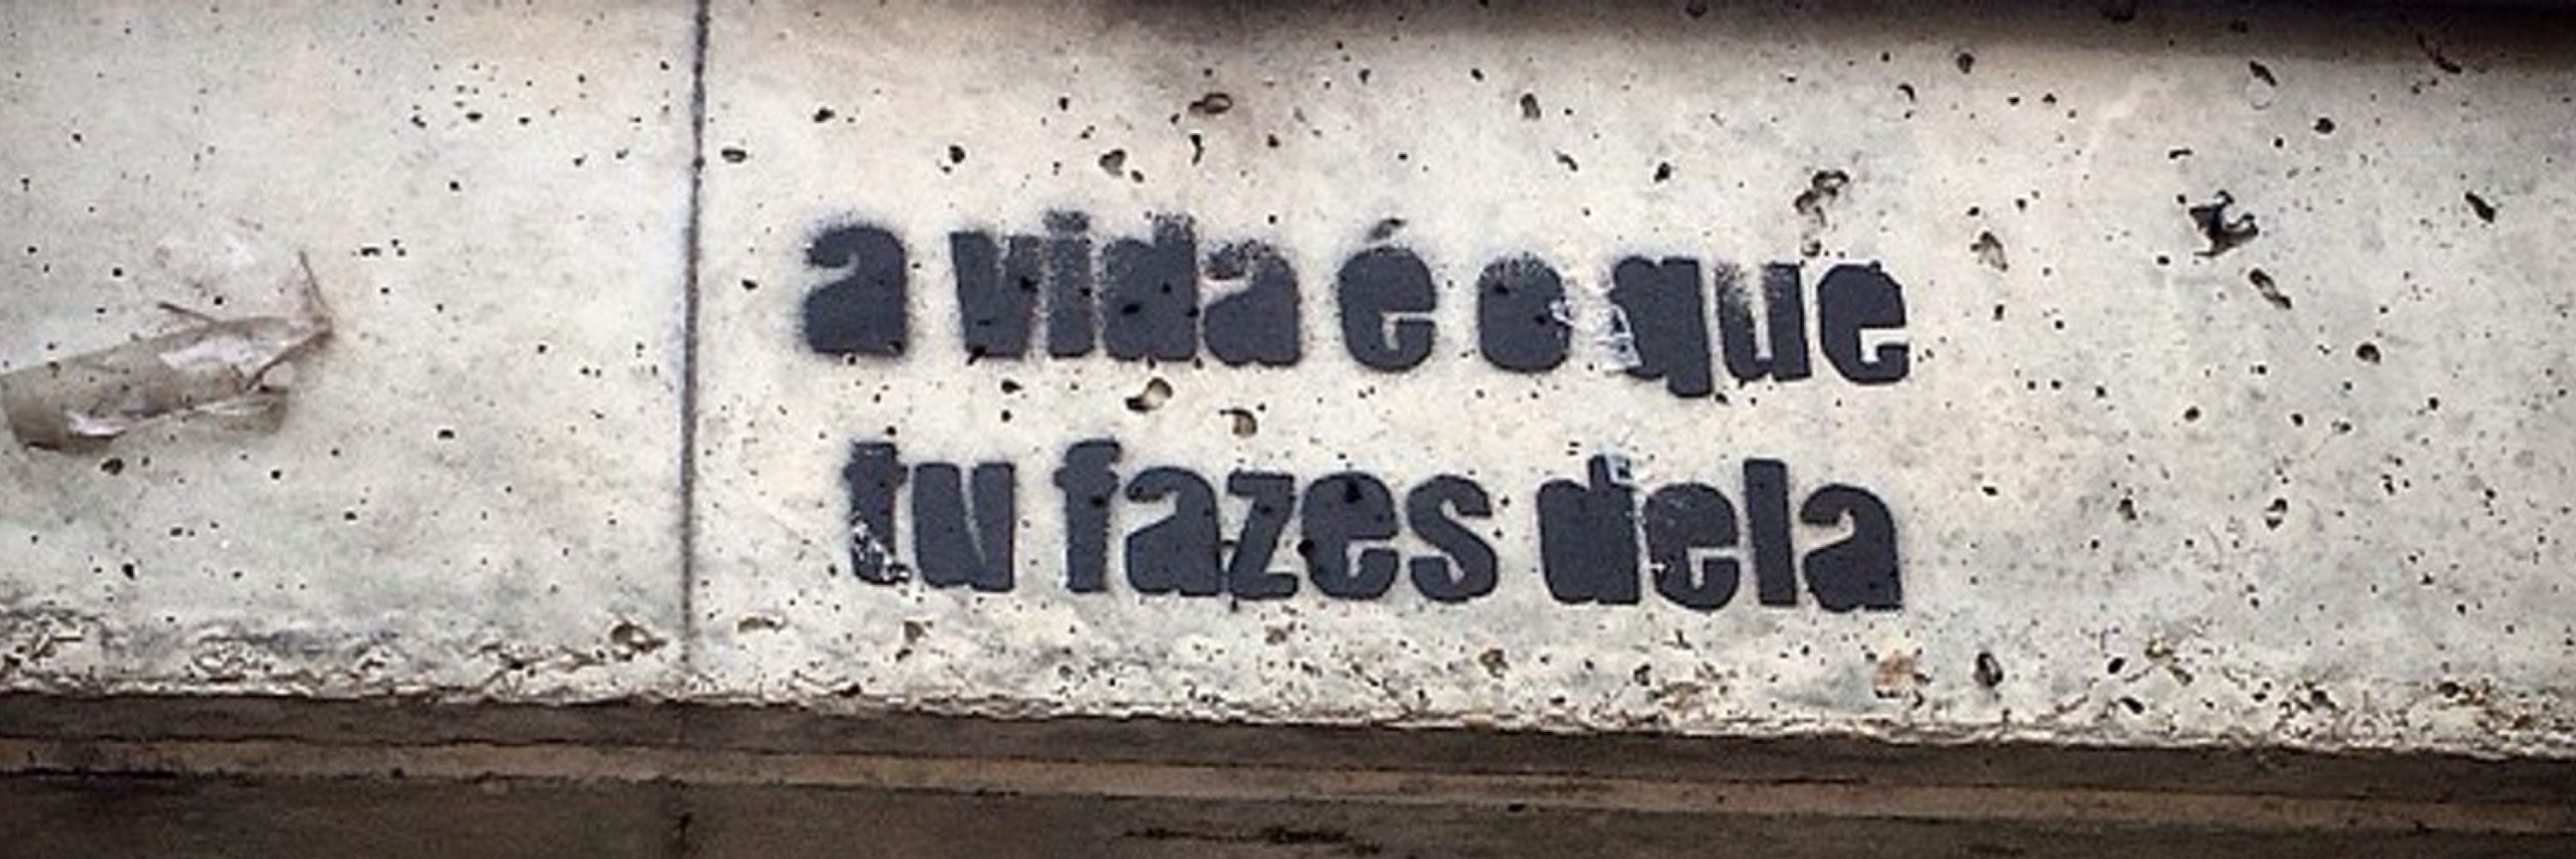 a vida é o que
tu fazes dela